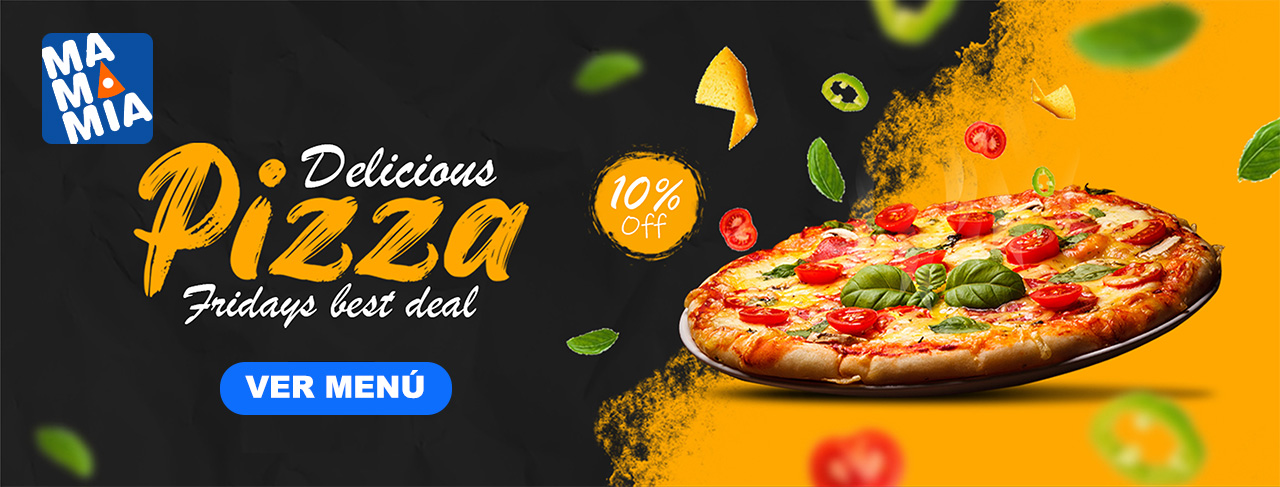 MA
MA
MIA
Delicious
Pizza
Fridays best deal
10%
Off
VER MENÚ